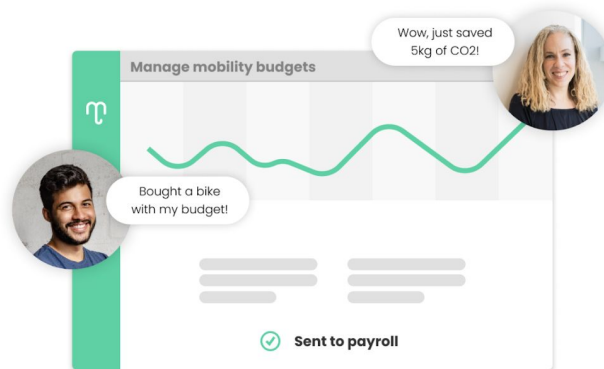 Wow, just saved
5kg of CO2!
Manage mobility budgets
Bought a bike
with my budget!
Sent to payroll